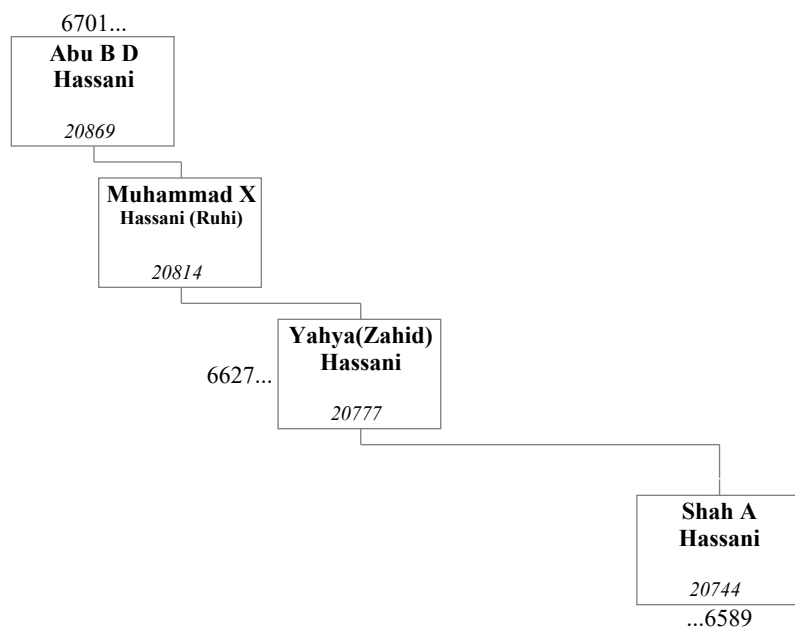 6701...
Abu B D
Hassani
20869
Muhammad X
Hassani (Ruhi)
20814
Yahya(Zahid)
Hassani
6627...
20777
Shah A
Hassani
20744
...6589